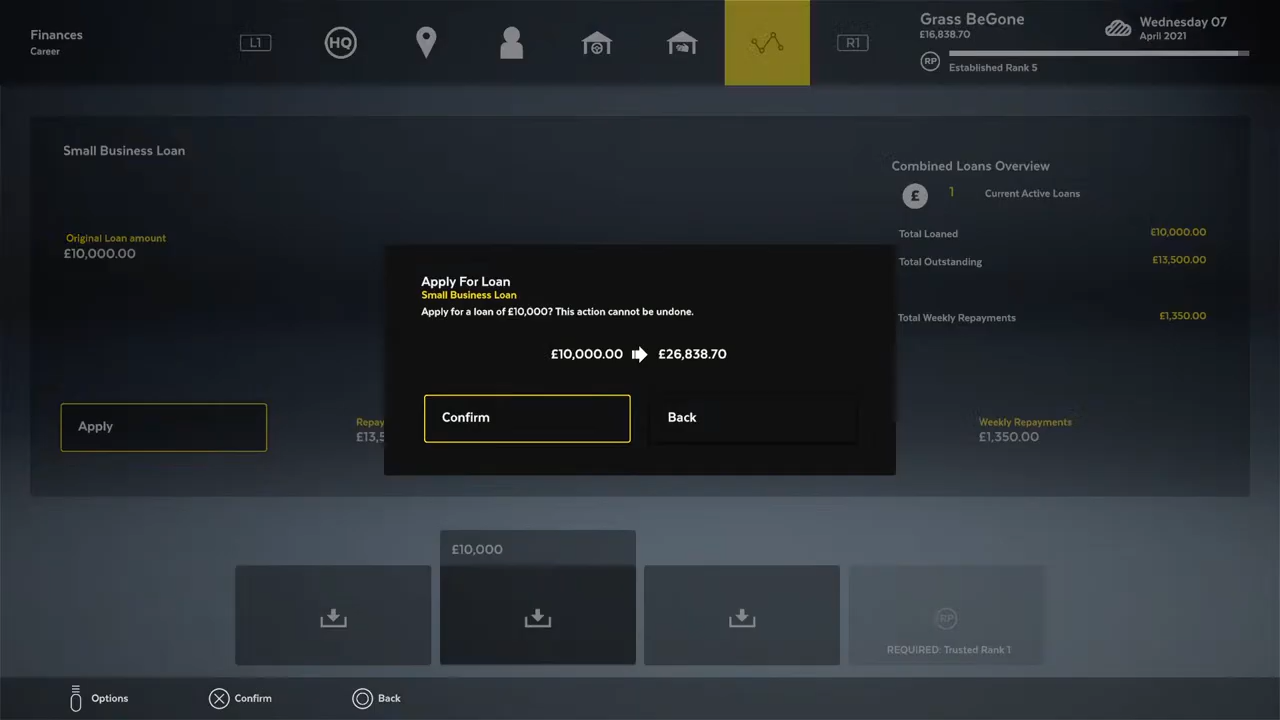 Finances
Career
L1
HQ
R1
Grass BeGone
£16,838.70
RP
Established Rank 5
Wednesday 07
April 2021
Small Business Loan
Original Loan amount
£10,000.00
Combined Loans Overview
£ 1 Current Active Loans
Total Loaned £10,000.00
Total Outstanding £13,500.00
Total Weekly Repayments £1,350.00
Apply For Loan
Small Business Loan
Apply for a loan of £10,000? This action cannot be undone.
£10,000.00 £26,838.70
Confirm Back
Apply
Repay
£13,5
Weekly Repayments
£1,350.00
£10,000
RP
REQUIRED: Trusted Rank 1
Options Confirm Back